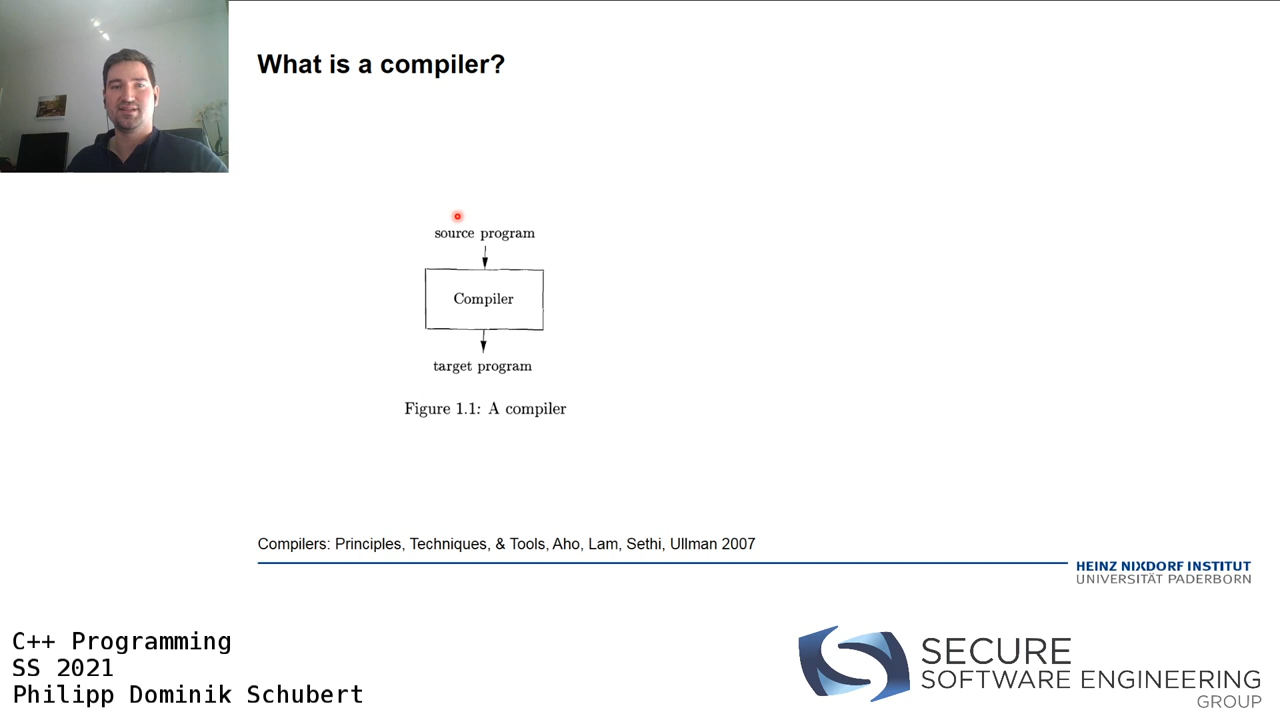 What is a compiler?
source program
Compiler
target program
Figure 1.1: A compiler
Compilers: Principles, Techniques, & Tools, Aho, Lam, Sethi, Ullman 2007
HEINZ NIXDORF INSTITUT
UNIVERSITÄT PADERBORN
C++ Programming
SS 2021
Philipp Dominik Schubert
SECURE
SOFTWARE ENGINEERING
GROUP